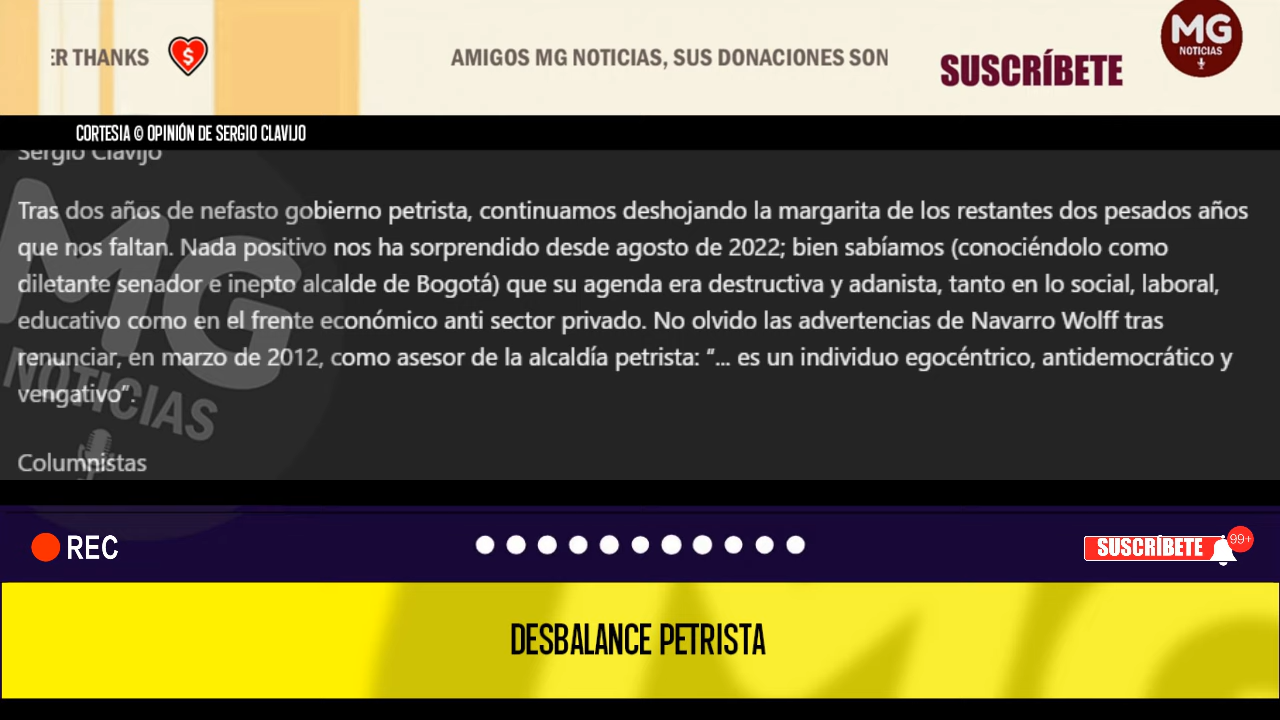 ER THANKS
AMIGOS MG NOTICIAS, SUS DONACIONES SON
SUSCRÍBETE
MG
NOTICIAS
CORTESIA © OPINIÓN DE SERGIO CLAVIJO
Sergio Clavijo
Tras dos años de nefasto gobierno petrista, continuamos deshojando la margarita de los restantes dos pesados años
que nos faltan. Nada positivo nos ha sorprendido desde agosto de 2022; bien sabíamos (conociéndolo como
diletante senador e inepto alcalde de Bogotá) que su agenda era destructiva y adanista, tanto en lo social, laboral,
educativo como en el frente económico anti sector privado. No olvido las advertencias de Navarro Wolff tras
renunciar, en marzo de 2012, como asesor de la alcaldía petrista: “... es un individuo egocéntrico, antidemocrático y
vengativo”.
MG
NOTICIAS
Columnistas
REC
SUSCRÍBETE
99+
DESBALANCE PETRISTA